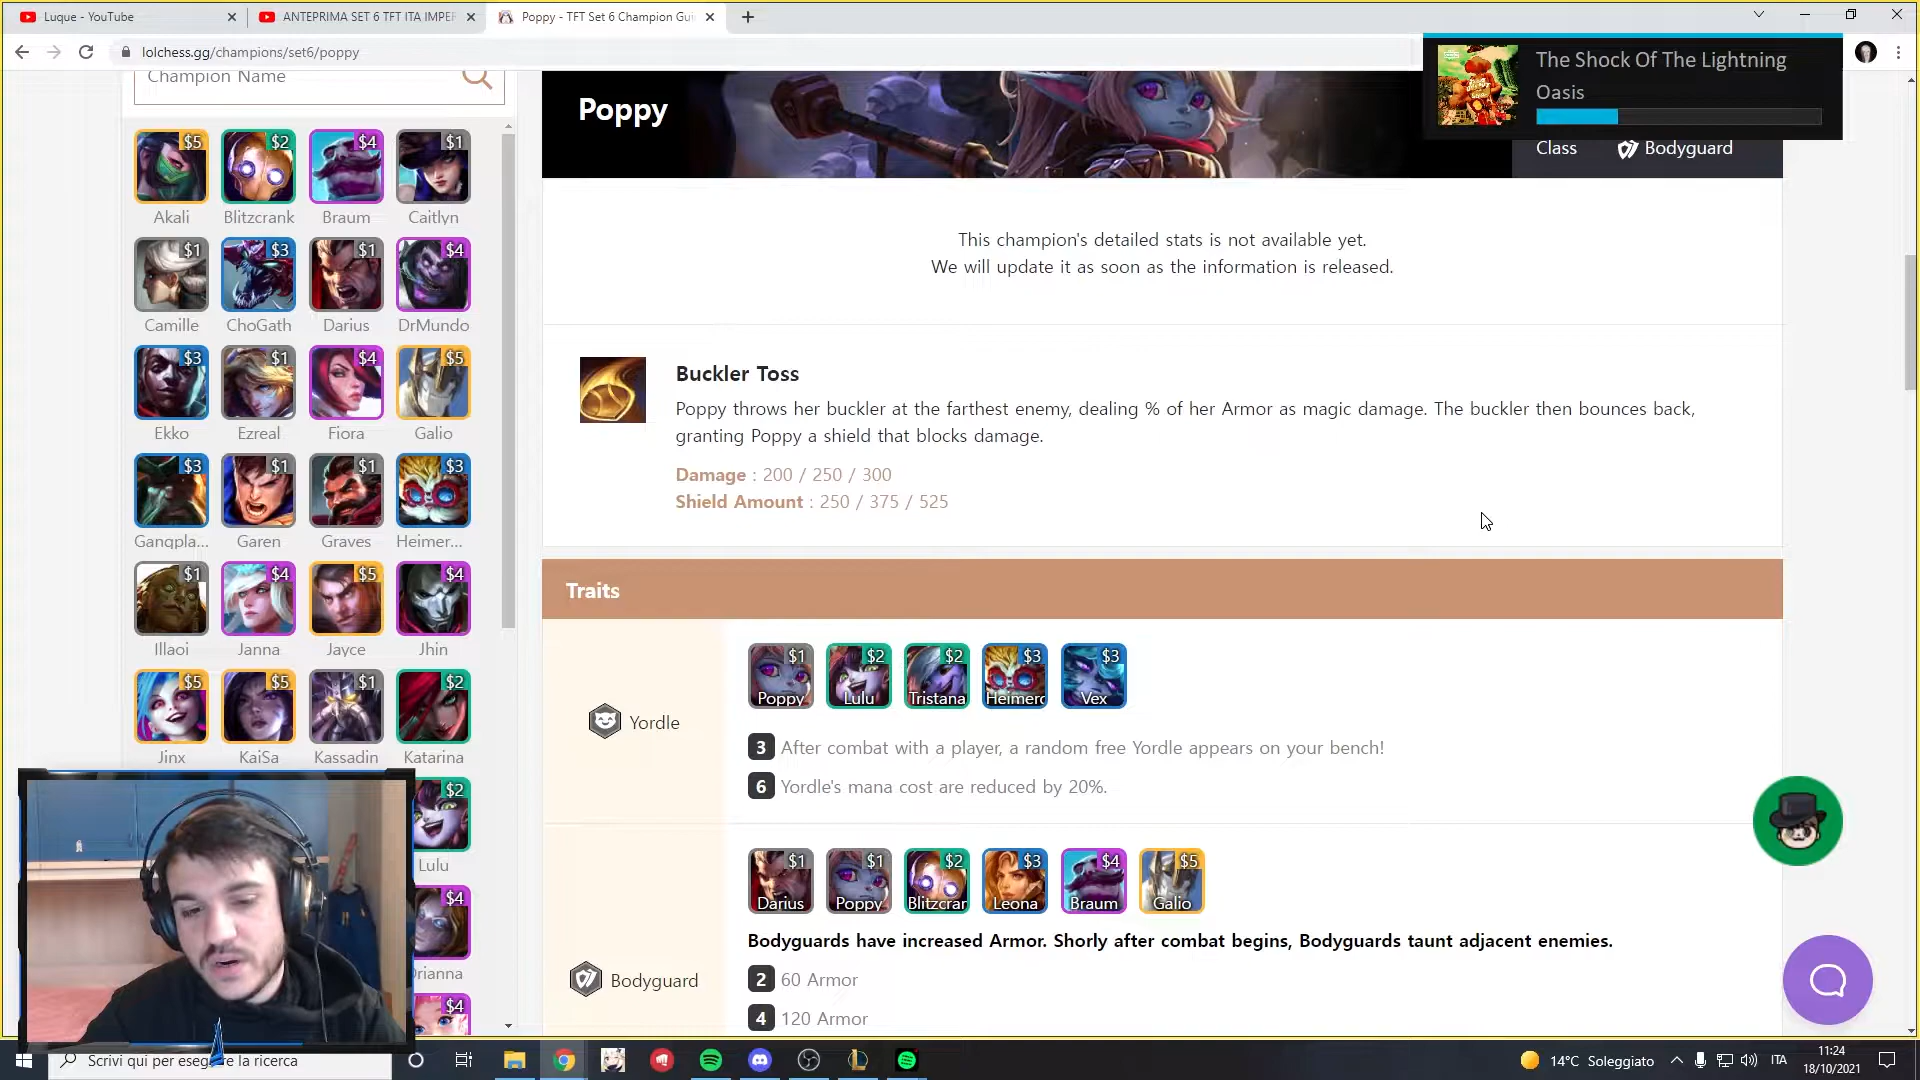 Luque - YouTube
ANTEPRIMA SET 6 TFT ITA IMPER
Poppy - TFT Set 6 Champion Gui
lolchess.gg/champions/set6/poppy
The Shock Of The Lightning
Oasis
Champion Name
Poppy
Class
Bodyguard
$5
$2
$4
$1
Akali
Blitzcrank
Braum
Caitlyn
$1
$3
$1
$4
Camille
ChoGath
Darius
DrMundo
$3
$1
$4
$5
Ekko
Ezreal
Fiora
Galio
$3
$1
$1
$3
Gangpla...
Garen
Graves
Heimer...
$1
$4
$5
$4
Illaoi
Janna
Jayce
Jhin
$5
$5
$1
$2
Jinx
KaiSa
Kassadin
Katarina
$2
Lulu
$4
Orianna
$4
This champion's detailed stats is not available yet.
We will update it as soon as the information is released.
Buckler Toss
Poppy throws her buckler at the farthest enemy, dealing % of her Armor as magic damage. The buckler then bounces back,
granting Poppy a shield that blocks damage.
Damage : 200 / 250 / 300
Shield Amount : 250 / 375 / 525
Traits
Yordle
$1
$2
$2
$3
$3
Poppy
Lulu
Tristana
Heimerd
Vex
3 After combat with a player, a random free Yordle appears on your bench!
6 Yordle's mana cost are reduced by 20%.
Bodyguard
$1
$1
$2
$3
$4
$5
Darius
Poppy
Blitzcran
Leona
Braum
Galio
Bodyguards have increased Armor. Shorly after combat begins, Bodyguards taunt adjacent enemies.
2 60 Armor
4 120 Armor
Scrivi qui per eseguire la ricerca
14°C Soleggiato
ITA
11:24
18/10/2021